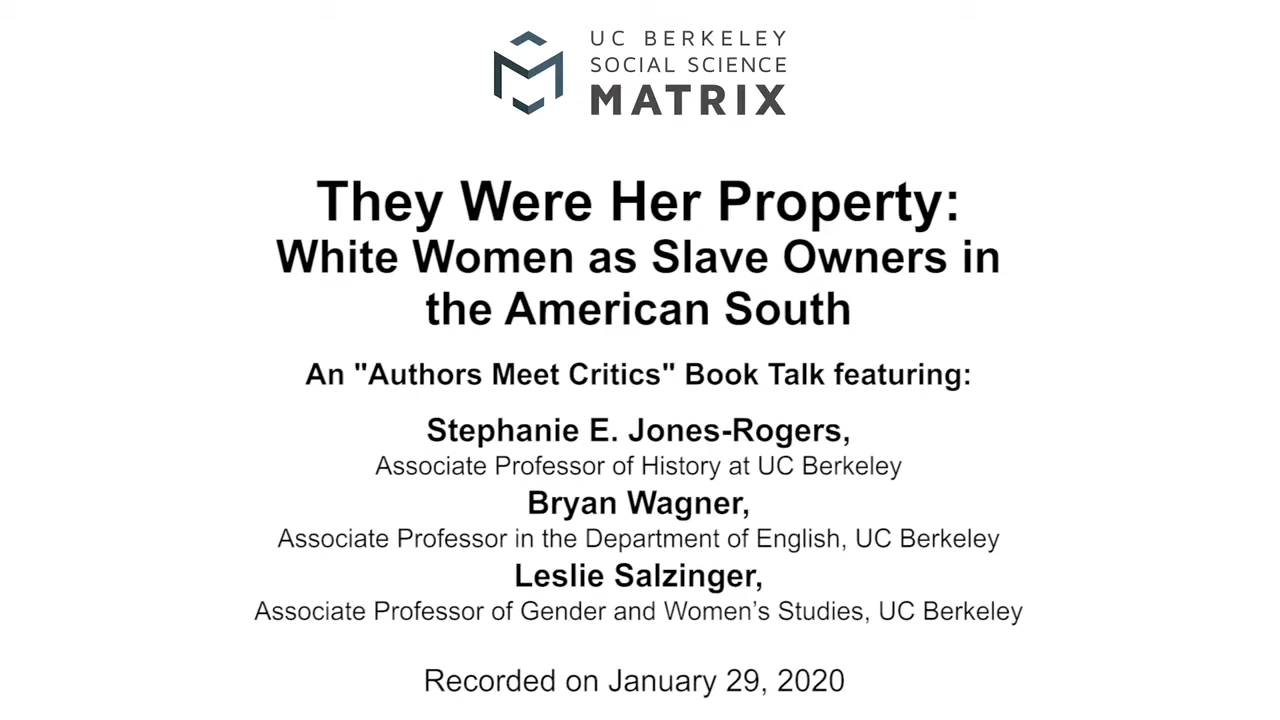 UC BERKELEY
SOCIAL SCIENCE
MATRIX
They Were Her Property:
White Women as Slave Owners in
the American South
An "Authors Meet Critics" Book Talk featuring:
Stephanie E. Jones-Rogers,
Associate Professor of History at UC Berkeley
Bryan Wagner,
Associate Professor in the Department of English, UC Berkeley
Leslie Salzinger,
Associate Professor of Gender and Women’s Studies, UC Berkeley
Recorded on January 29, 2020